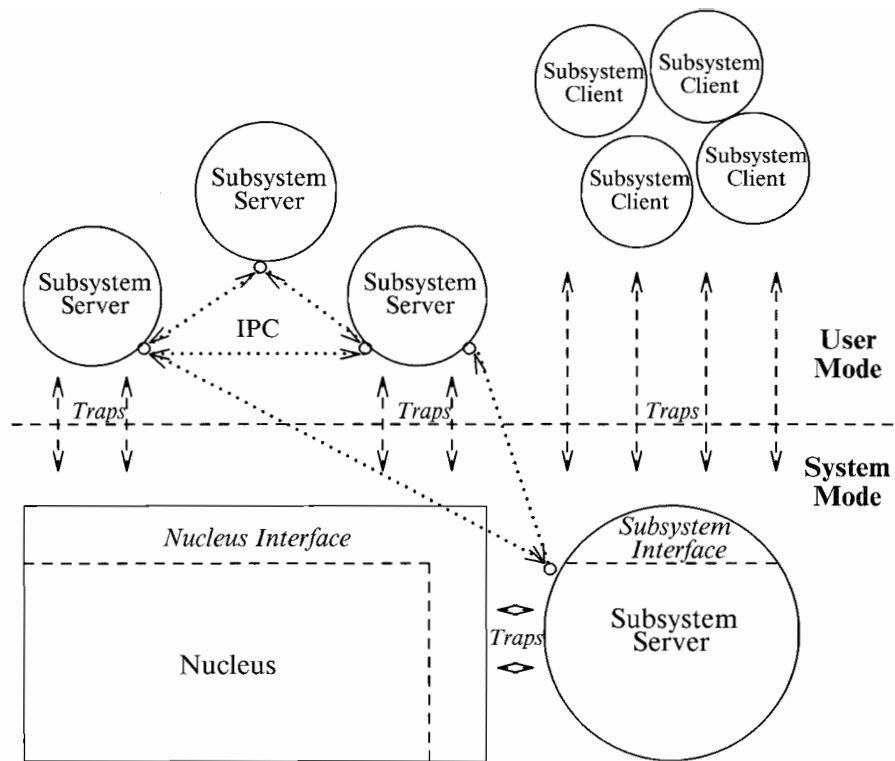 Subsystem
Client
Subsystem
Client
Subsystem
Client
Subsystem
Client
Subsystem
Server
Subsystem
Server
Subsystem
Server
IPC
User
Mode
Traps
Traps
Traps
System
Mode
Nucleus Interface
Subsystem
Interface
Traps
Subsystem
Server
Nucleus